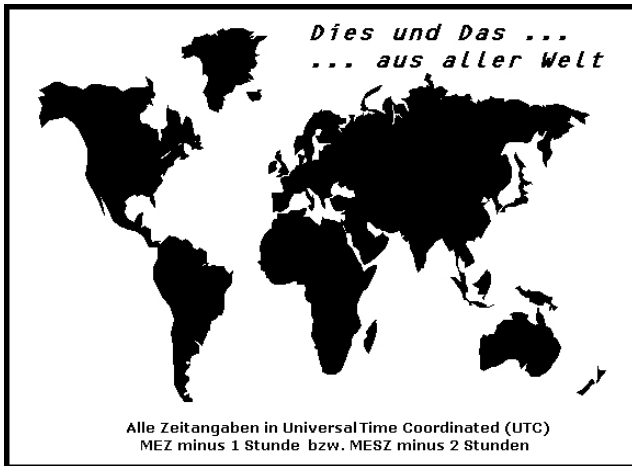 Dies und Das ...
... aus aller Welt
Alle Zeitangaben in Universal Time Coordinated (UTC)
MEZ minus 1 Stunde bzw. MESZ minus 2 Stunden